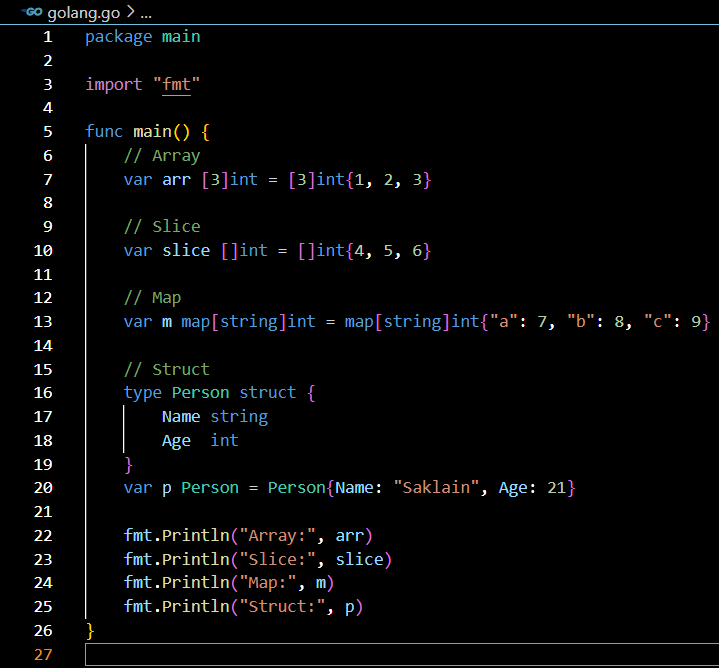 GO golang.go > ...
1 package main
2
3 import "fmt"
4
5 func main() {
6     // Array
7     var arr [3]int = [3]int{1, 2, 3}
8
9     // Slice
10     var slice []int = []int{4, 5, 6}
11
12     // Map
13     var m map[string]int = map[string]int{"a": 7, "b": 8, "c": 9}
14
15     // Struct
16     type Person struct {
17         Name string
18         Age  int
19     }
20     var p Person = Person{Name: "Saklain", Age: 21}
21
22     fmt.Println("Array:", arr)
23     fmt.Println("Slice:", slice)
24     fmt.Println("Map:", m)
25     fmt.Println("Struct:", p)
26 }
27